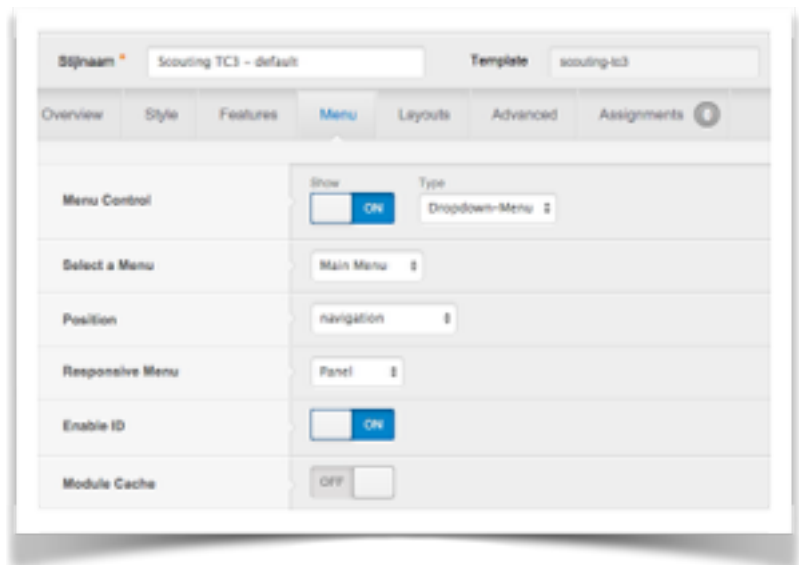 Stijlnaam * Scouting TC3 – default Template scouting-tc3
Overview Style Features Menu Layouts Advanced Assignments
Show Type
Menu Control ON Dropdown-Menu
Select a Menu Main Menu
Position navigation
Responsive Menu Panel
Enable ID ON
Module Cache OFF